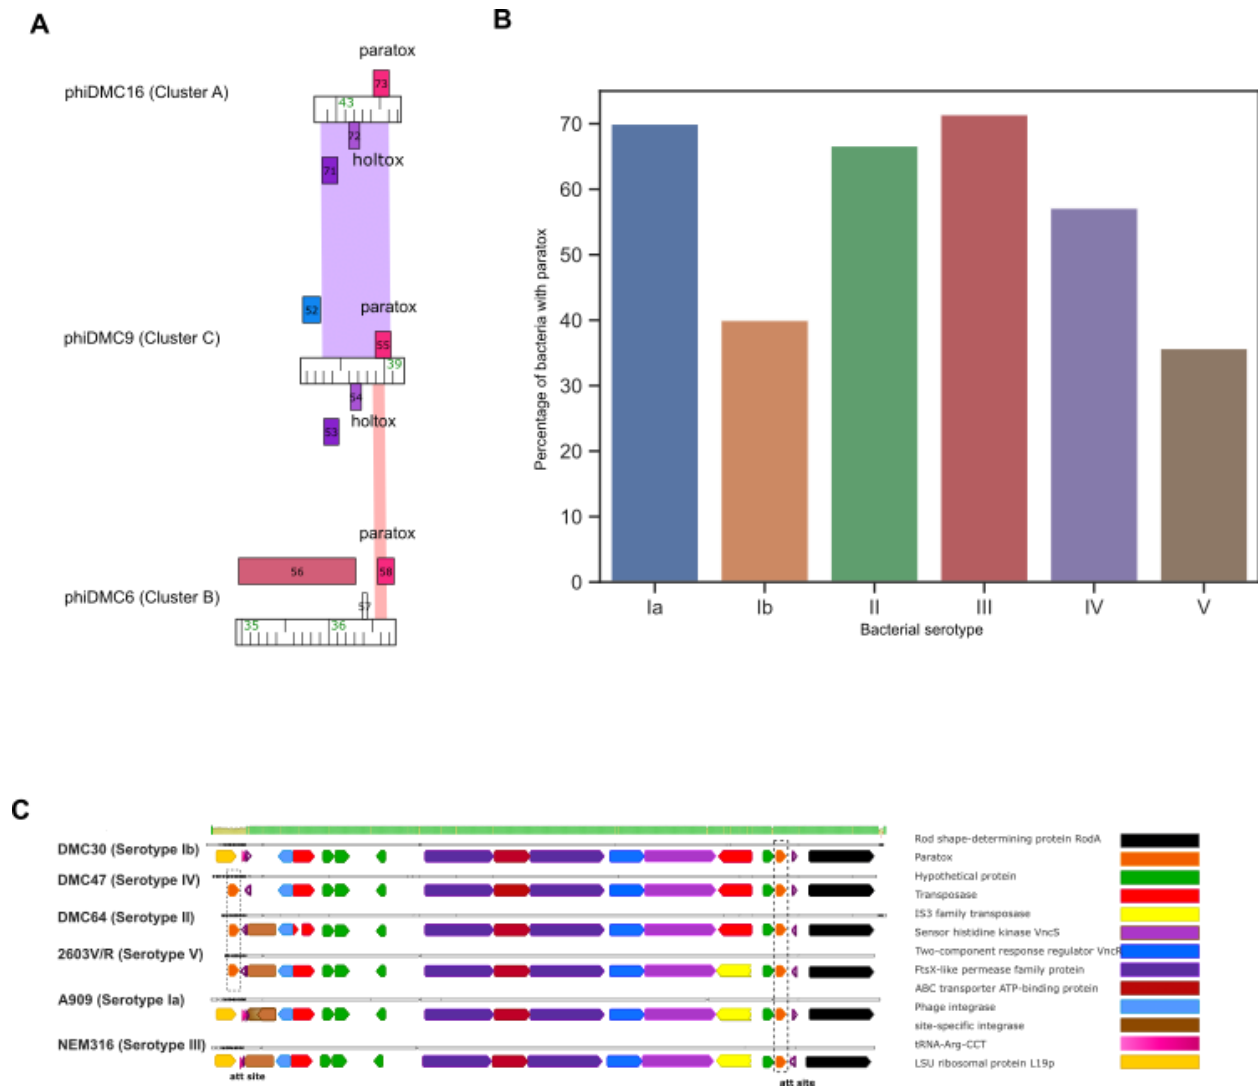 A
paratox
73
phiDMC16 (Cluster A)
43
72
holtox
71
52
paratox
phiDMC9 (Cluster C)
55
39
54
holtox
53
paratox
56
58
phiDMC6 (Cluster B)
57
35
36
B
Percentage of bacteria with paratox
70
60
50
40
30
20
10
0
Ia
Ib
II
III
IV
V
Bacterial serotype
C
DMC30 (Serotype Ib)
DMC47 (Serotype IV)
DMC64 (Serotype II)
2603V/R (Serotype V)
A909 (Serotype Ia)
NEM316 (Serotype III)
att site
att site
Rod shape-determining protein RodA
Paratox
Hypothetical protein
Transposase
IS3 family transposase
Sensor histidine kinase VncS
Two-component response regulator VncR
FtsX-like permease family protein
ABC transporter ATP-binding protein
Phage integrase
site-specific integrase
tRNA-Arg-CCT
LSU ribosomal protein L19p